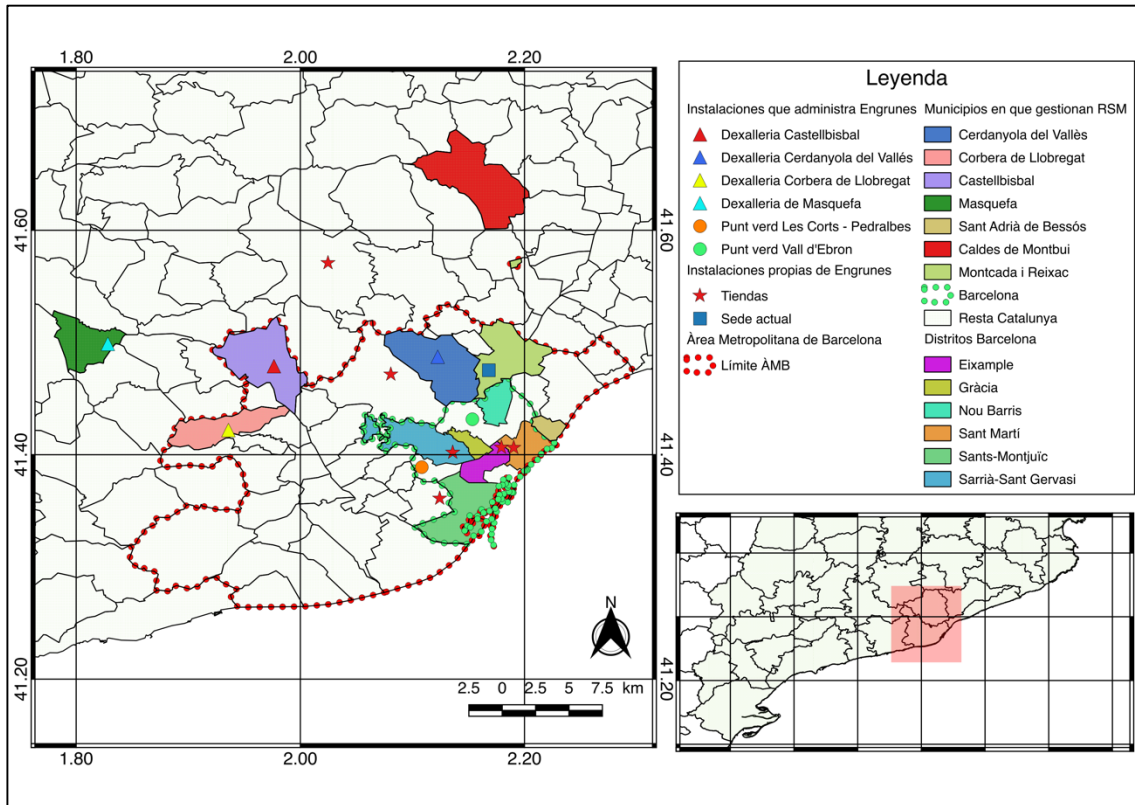 1.80 2.00 2.20
41.60 41.60
41.40 41.40
41.20 41.20
1.80 2.00 2.20
N
2.5 0 2.5 5 7.5 km
Leyenda
Instalaciones que administra Engrunes
Dexalleria Castellbisbal
Dexalleria Cerdanyola del Vallés
Dexalleria Corbera de Llobregat
Dexalleria de Masquefa
Punt verd Les Corts - Pedralbes
Punt verd Vall d'Ebron
Instalaciones propias de Engrunes
Tiendas
Sede actual
Àrea Metropolitana de Barcelona
Límite ÀMB
Municipios en que gestionan RSM
Cerdanyola del Vallès
Corbera de Llobregat
Castellbisbal
Masquefa
Sant Adrià de Bessós
Caldes de Montbui
Montcada i Reixac
Barcelona
Resta Catalunya
Distritos Barcelona
Eixample
Gràcia
Nou Barris
Sant Martí
Sants-Montjuïc
Sarrià-Sant Gervasi